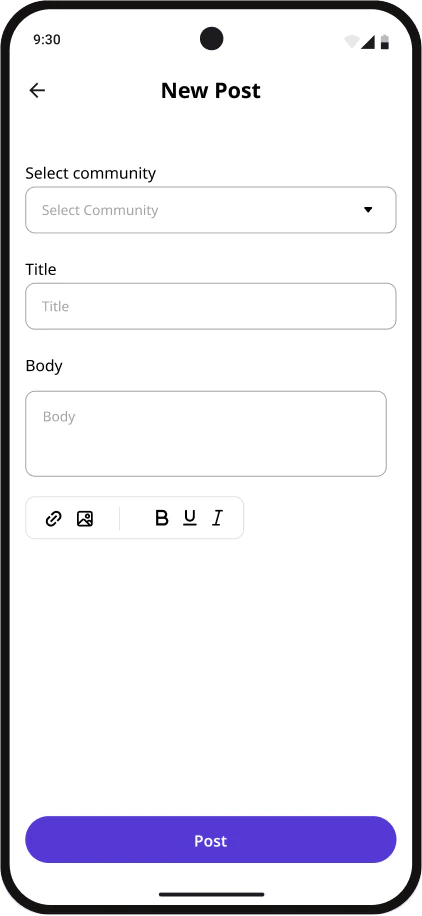 9:30
New Post
Select community
Select Community
Title
Title
Body
Body
B U I
Post